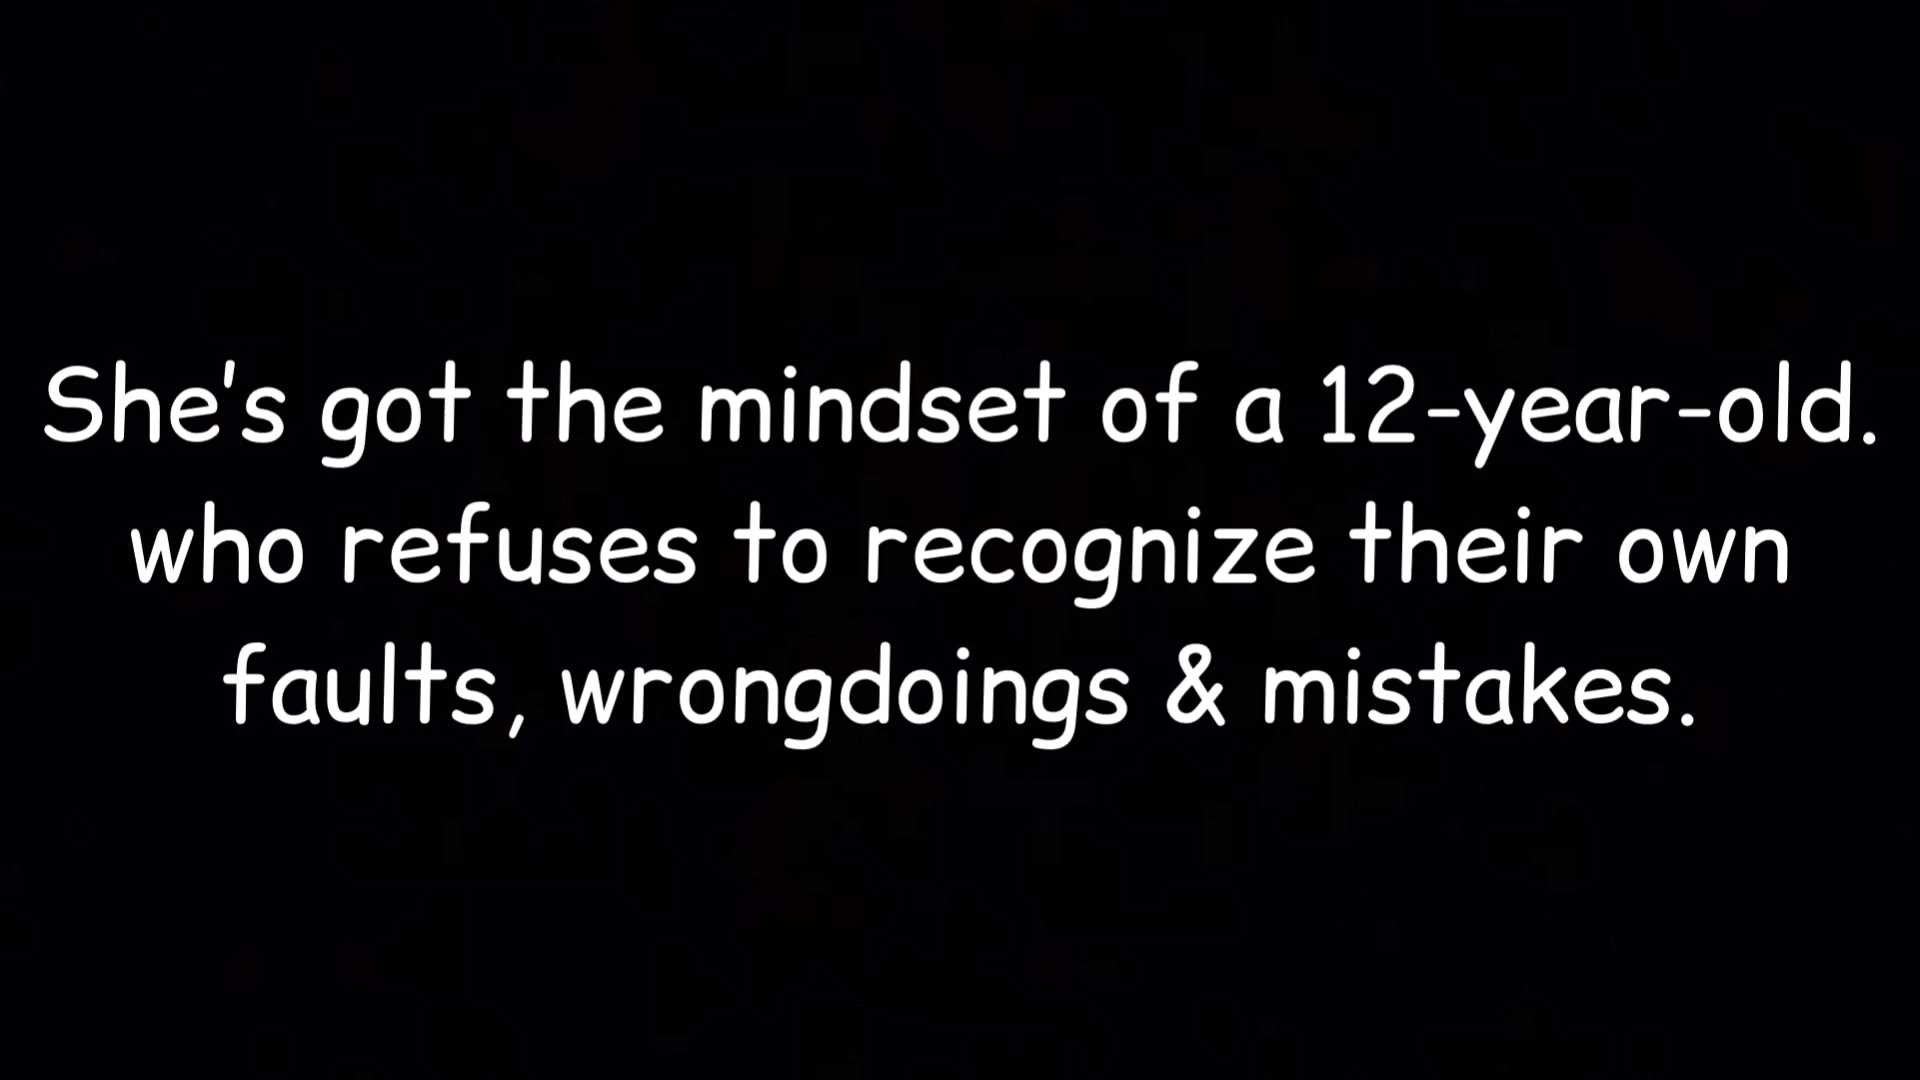 She's got the mindset of a 12-year-old.
who refuses to recognize their own
faults, wrongdoings & mistakes.